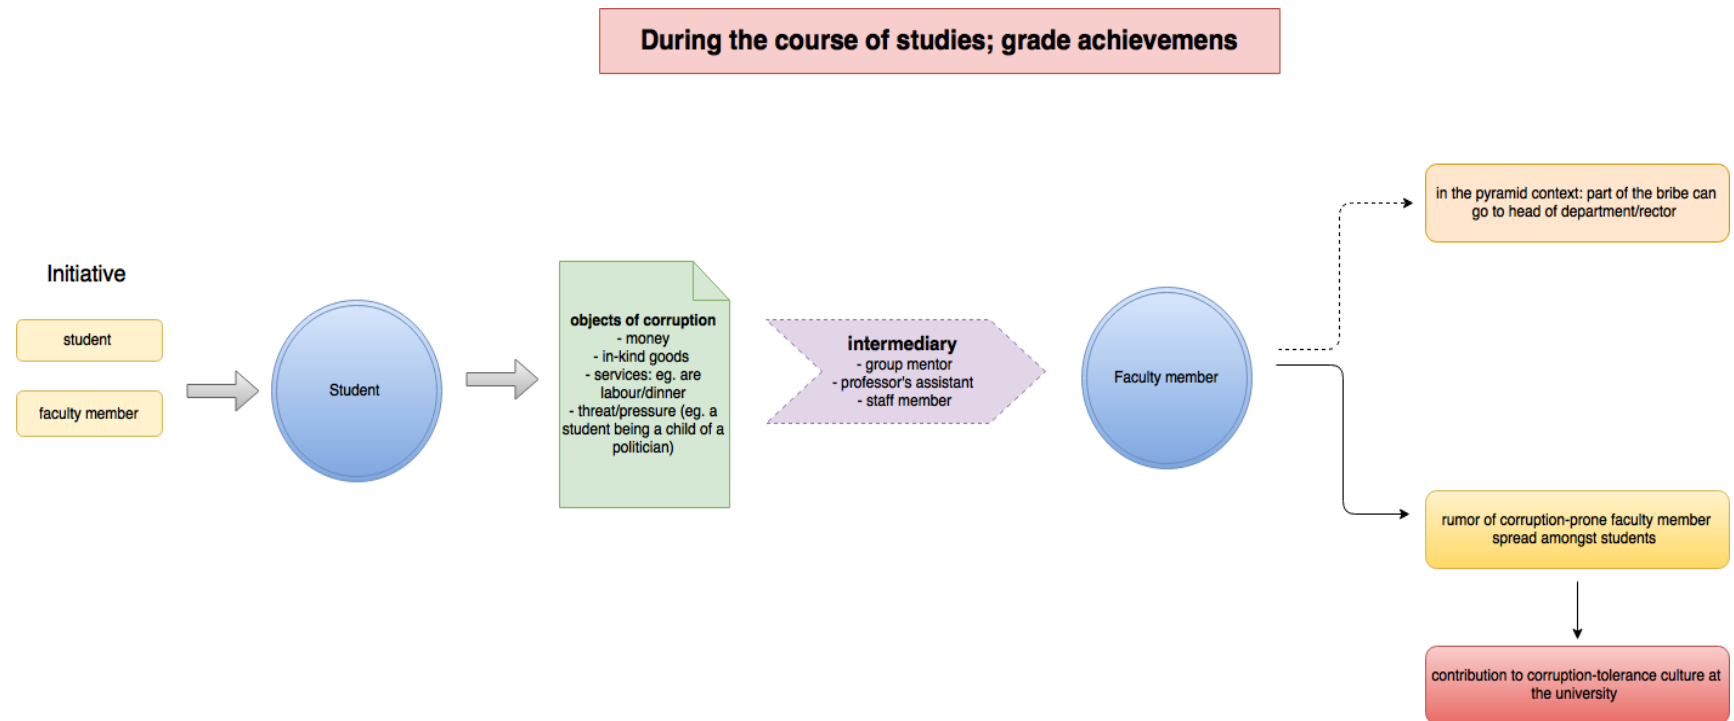 During the course of studies; grade achievemens
Initiative
student
faculty member
Student
objects of corruption
- money
- in-kind goods
- services: eg. are
labour/dinner
- threat/pressure (eg. a
student being a child of a
politician)
intermediary
- group mentor
- professor's assistant
- staff member
Faculty member
in the pyramid context: part of the bribe can
go to head of department/rector
rumor of corruption-prone faculty member
spread amongst students
contribution to corruption-tolerance culture at
the university